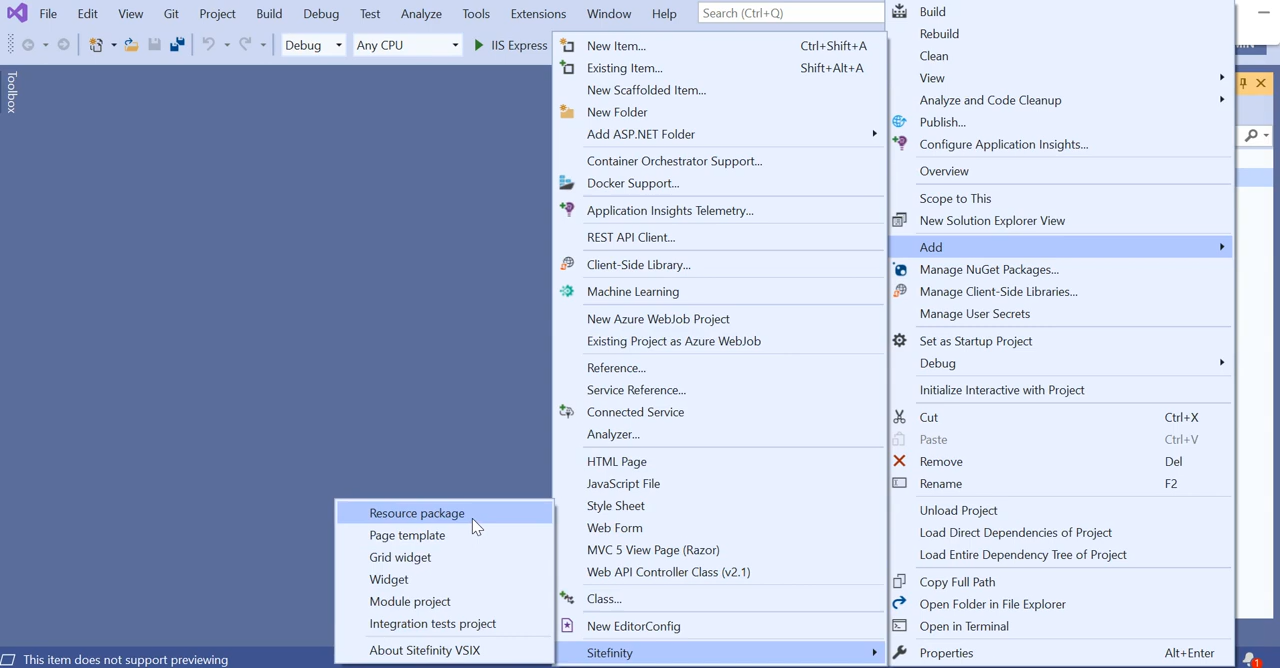 File Edit View Git Project Build Debug Test Analyze Tools Extensions Window Help Search (Ctrl+Q)
Debug Any CPU IIS Express
Toolbox
New Item... Ctrl+Shift+A
Existing Item... Shift+Alt+A
New Scaffolded Item...
New Folder
Add ASP.NET Folder
Container Orchestrator Support...
Docker Support...
Application Insights Telemetry...
REST API Client...
Client-Side Library...
Machine Learning
New Azure WebJob Project
Existing Project as Azure WebJob
Reference...
Service Reference...
Connected Service
Analyzer...
HTML Page
JavaScript File
Style Sheet
Web Form
MVC 5 View Page (Razor)
Web API Controller Class (v2.1)
Class...
New EditorConfig
Sitefinity
Build
Rebuild
Clean
View
Analyze and Code Cleanup
Publish...
Configure Application Insights...
Overview
Scope to This
New Solution Explorer View
Add
Manage NuGet Packages...
Manage Client-Side Libraries...
Manage User Secrets
Set as Startup Project
Debug
Initialize Interactive with Project
Cut Ctrl+X
Paste Ctrl+V
Remove Del
Rename F2
Unload Project
Load Direct Dependencies of Project
Load Entire Dependency Tree of Project
Copy Full Path
Open Folder in File Explorer
Open in Terminal
Properties Alt+Enter
Resource package
Page template
Grid widget
Widget
Module project
Integration tests project
About Sitefinity VSIX
This item does not support previewing
1